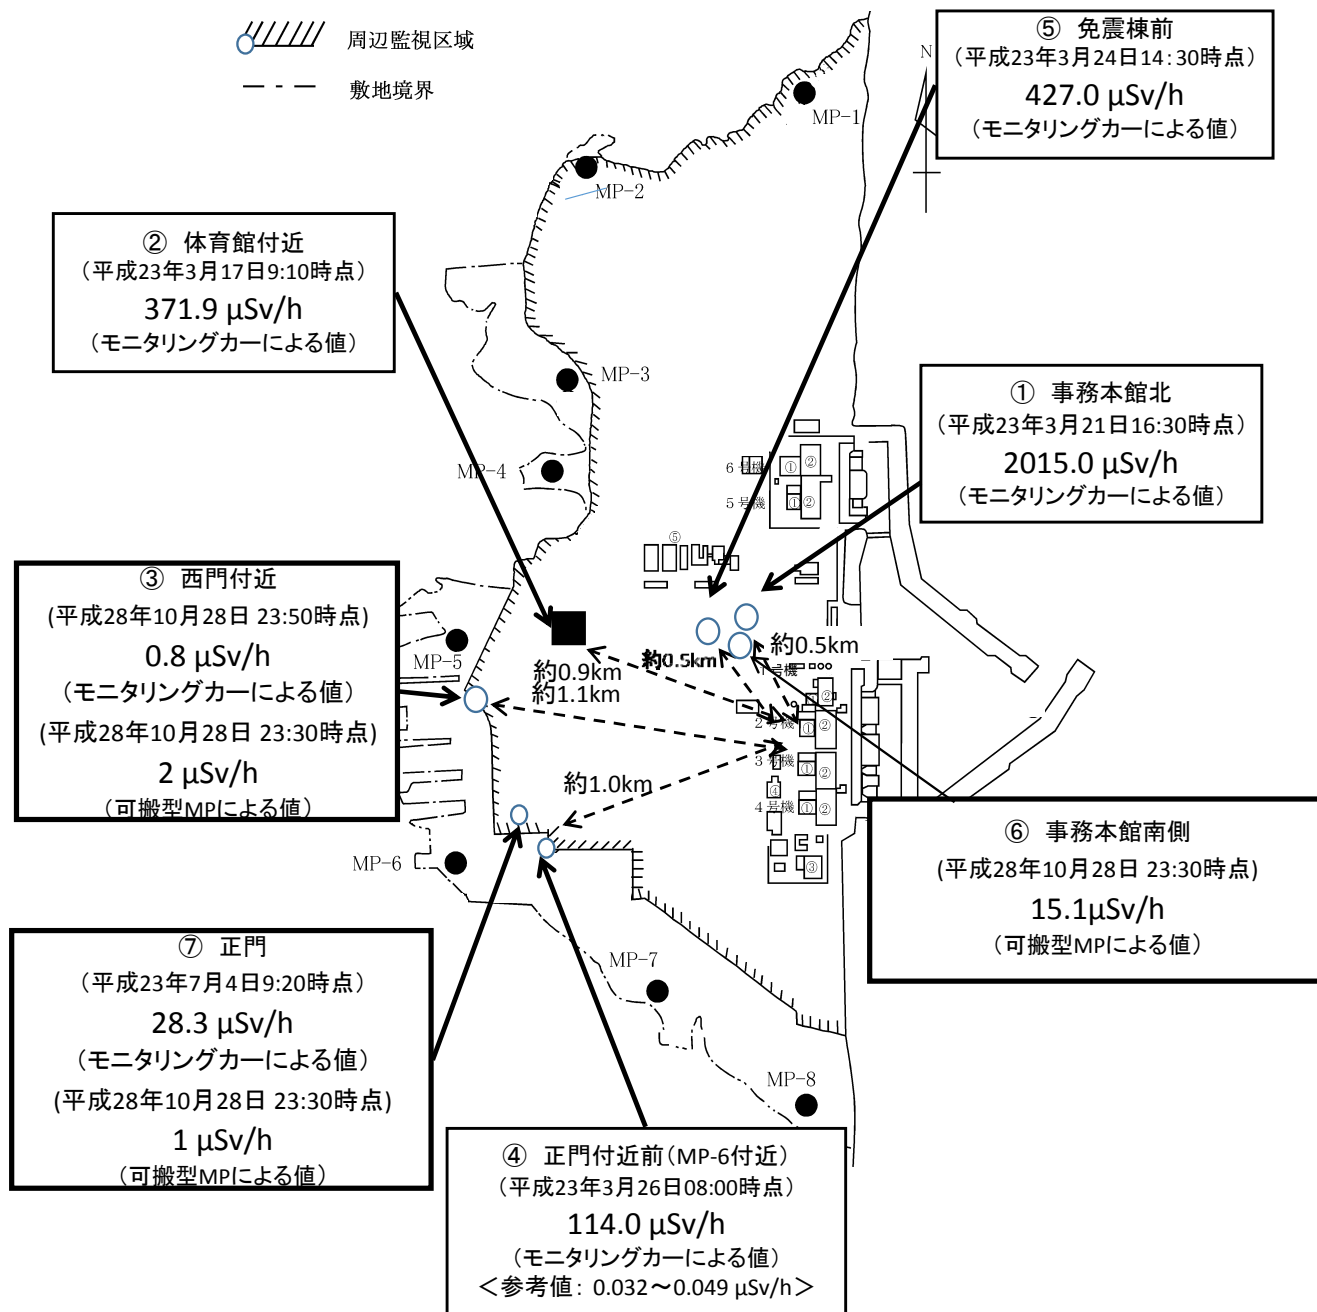 周辺監視区域
敷地境界
⑤ 免震棟前
（平成23年3月24日14：30時点）
427.0 μSv/h
（モニタリングカーによる値）
N
MP-1
MP-2
② 体育館付近
（平成23年3月17日9:10時点）
371.9 μSv/h
（モニタリングカーによる値）
MP-3
① 事務本館北
（平成23年3月21日16:30時点）
2015.0 μSv/h
（モニタリングカーによる値）
MP-4
6号機
①
②
5号機
①
②
⑤
③ 西門付近
(平成28年10月28日 23:50時点)
0.8 μSv/h
（モニタリングカーによる値）
(平成28年10月28日 23:30時点)
2 μSv/h
（可搬型MPによる値）
MP-5
約0.9km
約1.1km
約0.5km
約0.5km
1号機
②
2号機
①
②
3号機
①
②
④
4号機
①
②
③
約1.0km
MP-6
⑥ 事務本館南側
(平成28年10月28日 23:30時点)
15.1μSv/h
（可搬型MPによる値）
⑦ 正門
（平成23年7月4日9:20時点）
28.3 μSv/h
（モニタリングカーによる値）
(平成28年10月28日 23:30時点)
1 μSv/h
（可搬型MPによる値）
MP-7
MP-8
④ 正門付近前（MP-6付近）
（平成23年3月26日08:00時点）
114.0 μSv/h
（モニタリングカーによる値）
＜参考値： 0.032～0.049 μSv/h＞